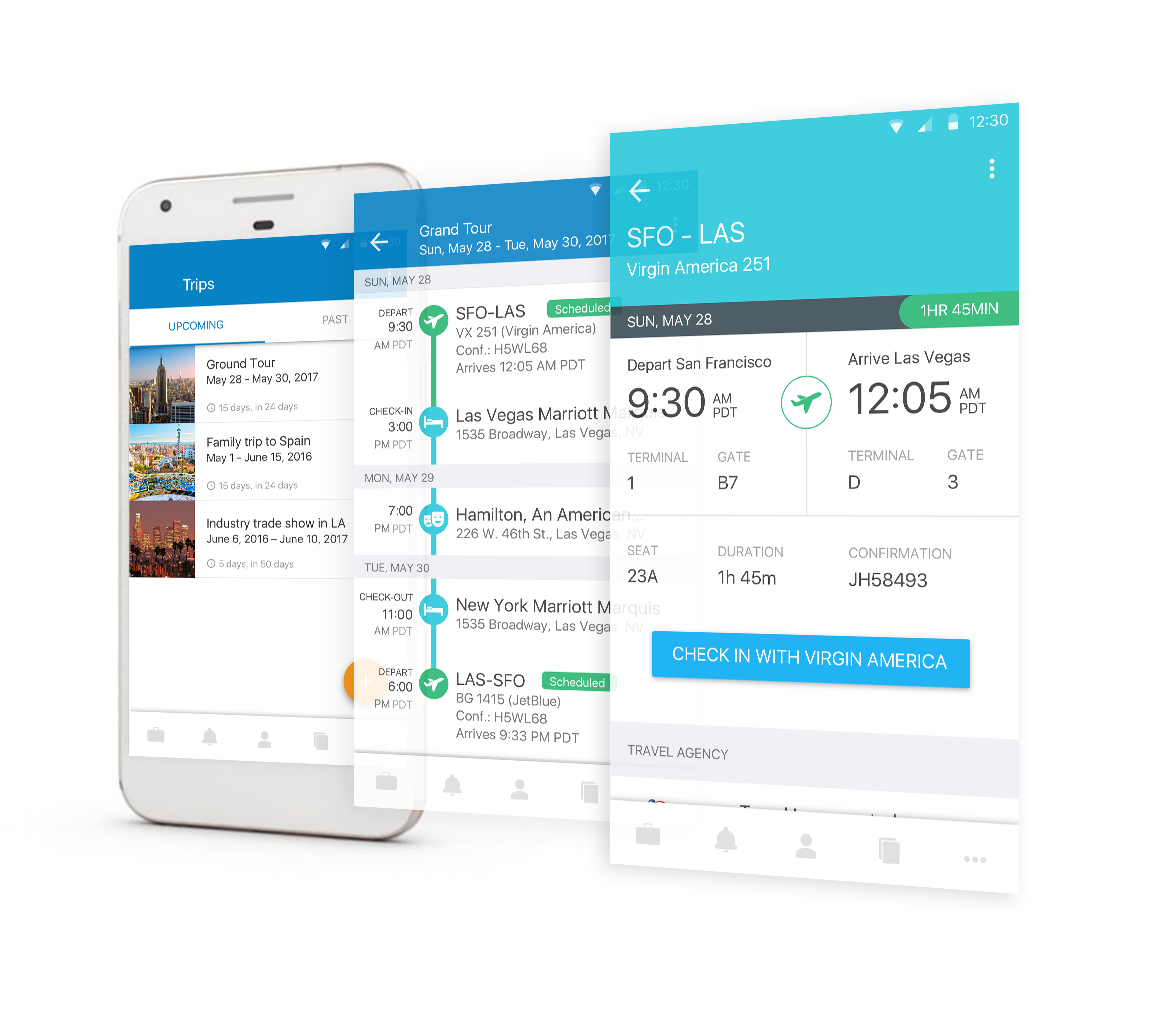 Trips
UPCOMING
PAST
Ground Tour
May 28 - May 30, 2017
15 days, in 24 days
Family trip to Spain
May 1 - June 15, 2016
15 days, in 24 days
Industry trade show in LA
June 6, 2016 – June 10, 2017
5 days, in 50 days
+
12:30
Grand Tour
Sun, May 28 - Tue, May 30, 2017
SUN, MAY 28
DEPART
9:30
AM PDT
SFO-LAS
Scheduled
VX 251 (Virgin America)
Conf.: H5WL68
Arrives 12:05 AM PDT
CHECK-IN
3:00
PM PDT
Las Vegas Marriott
1535 Broadway, Las Vegas, NV
MON, MAY 29
7:00
PM PDT
Hamilton, An American...
226 W. 46th St., Las Vegas, NV
TUE, MAY 30
CHECK-OUT
11:00
AM PDT
New York Marriott Marquis
1535 Broadway, Las Vegas, NV
DEPART
6:00
PM PDT
LAS-SFO
Scheduled
BG 1415 (JetBlue)
Conf.: H5WL68
Arrives 9:33 PM PDT
12:30
SFO - LAS
Virgin America 251
SUN, MAY 28
1HR 45MIN
Depart San Francisco
9:30 AM PDT
Arrive Las Vegas
12:05 AM PDT
TERMINAL
1
GATE
B7
TERMINAL
D
GATE
3
SEAT
23A
DURATION
1h 45m
CONFIRMATION
JH58493
CHECK IN WITH VIRGIN AMERICA
TRAVEL AGENCY